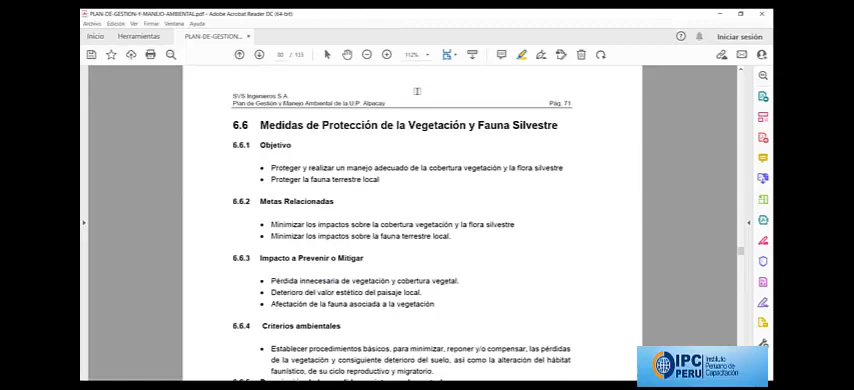 PLAN-DE-GESTION-Y-MANEJO-AMBIENTAL.pdf - Adobe Acrobat Reader DC (64-bit)
Archivo Edición Ver Firmar Ventana Ayuda
Inicio Herramientas PLAN-DE-GESTION... × Iniciar sesión
80 / 133 112%
SVS Ingenieros S.A.
Plan de Gestión y Manejo Ambiental de la U.P. Alpacay Pág. 71
6.6 Medidas de Protección de la Vegetación y Fauna Silvestre
6.6.1 Objetivo
• Proteger y realizar un manejo adecuado de la cobertura vegetación y la flora silvestre
• Proteger la fauna terrestre local
6.6.2 Metas Relacionadas
• Minimizar los impactos sobre la cobertura vegetación y la flora silvestre
• Minimizar los impactos sobre la fauna terrestre local.
6.6.3 Impacto a Prevenir o Mitigar
• Pérdida innecesaria de vegetación y cobertura vegetal.
• Deterioro del valor estético del paisaje local.
• Afectación de la fauna asociada a la vegetación
6.6.4 Criterios ambientales
• Establecer procedimientos básicos, para minimizar, reponer y/o compensar, las pérdidas
de la vegetación y consiguiente deterioro del suelo, así como la alteración del hábitat
faunístico, de su ciclo reproductivo y migratorio.
IPC PERU
Instituto
Peruano de
Capacitación